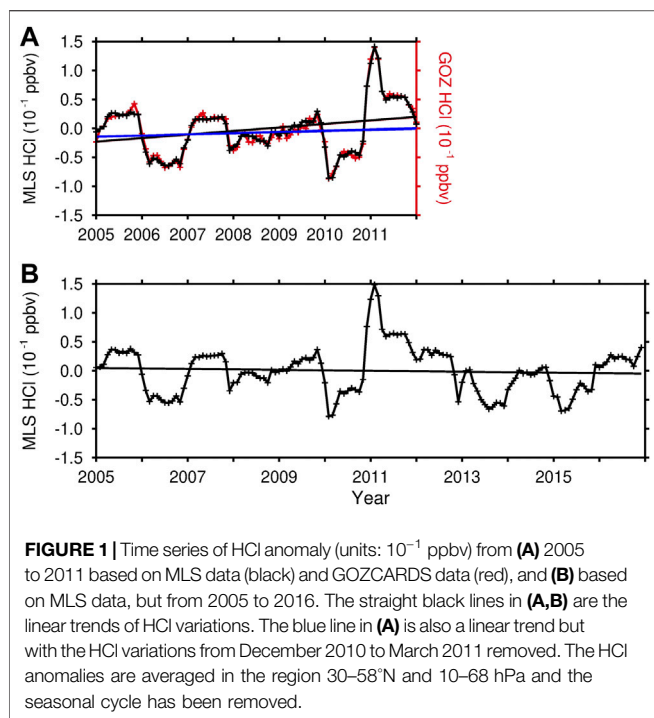 A
1.5
1.0
0.5
0.0
-0.5
-1.0
-1.5
MLS HCl (10⁻¹ ppbv)
GOZ HCl (10⁻¹ ppbv)
2005 2006 2007 2008 2009 2010 2011
B
1.5
1.0
0.5
0.0
-0.5
-1.0
-1.5
MLS HCl (10⁻¹ ppbv)
2005 2007 2009 2011 2013 2015
Year
FIGURE 1 | Time series of HCl anomaly (units: 10⁻¹ ppbv) from (A) 2005
to 2011 based on MLS data (black) and GOZCARDS data (red), and (B) based
on MLS data, but from 2005 to 2016. The straight black lines in (A,B) are the
linear trends of HCl variations. The blue line in (A) is also a linear trend but
with the HCl variations from December 2010 to March 2011 removed. The HCl
anomalies are averaged in the region 30–58°N and 10–68 hPa and the
seasonal cycle has been removed.